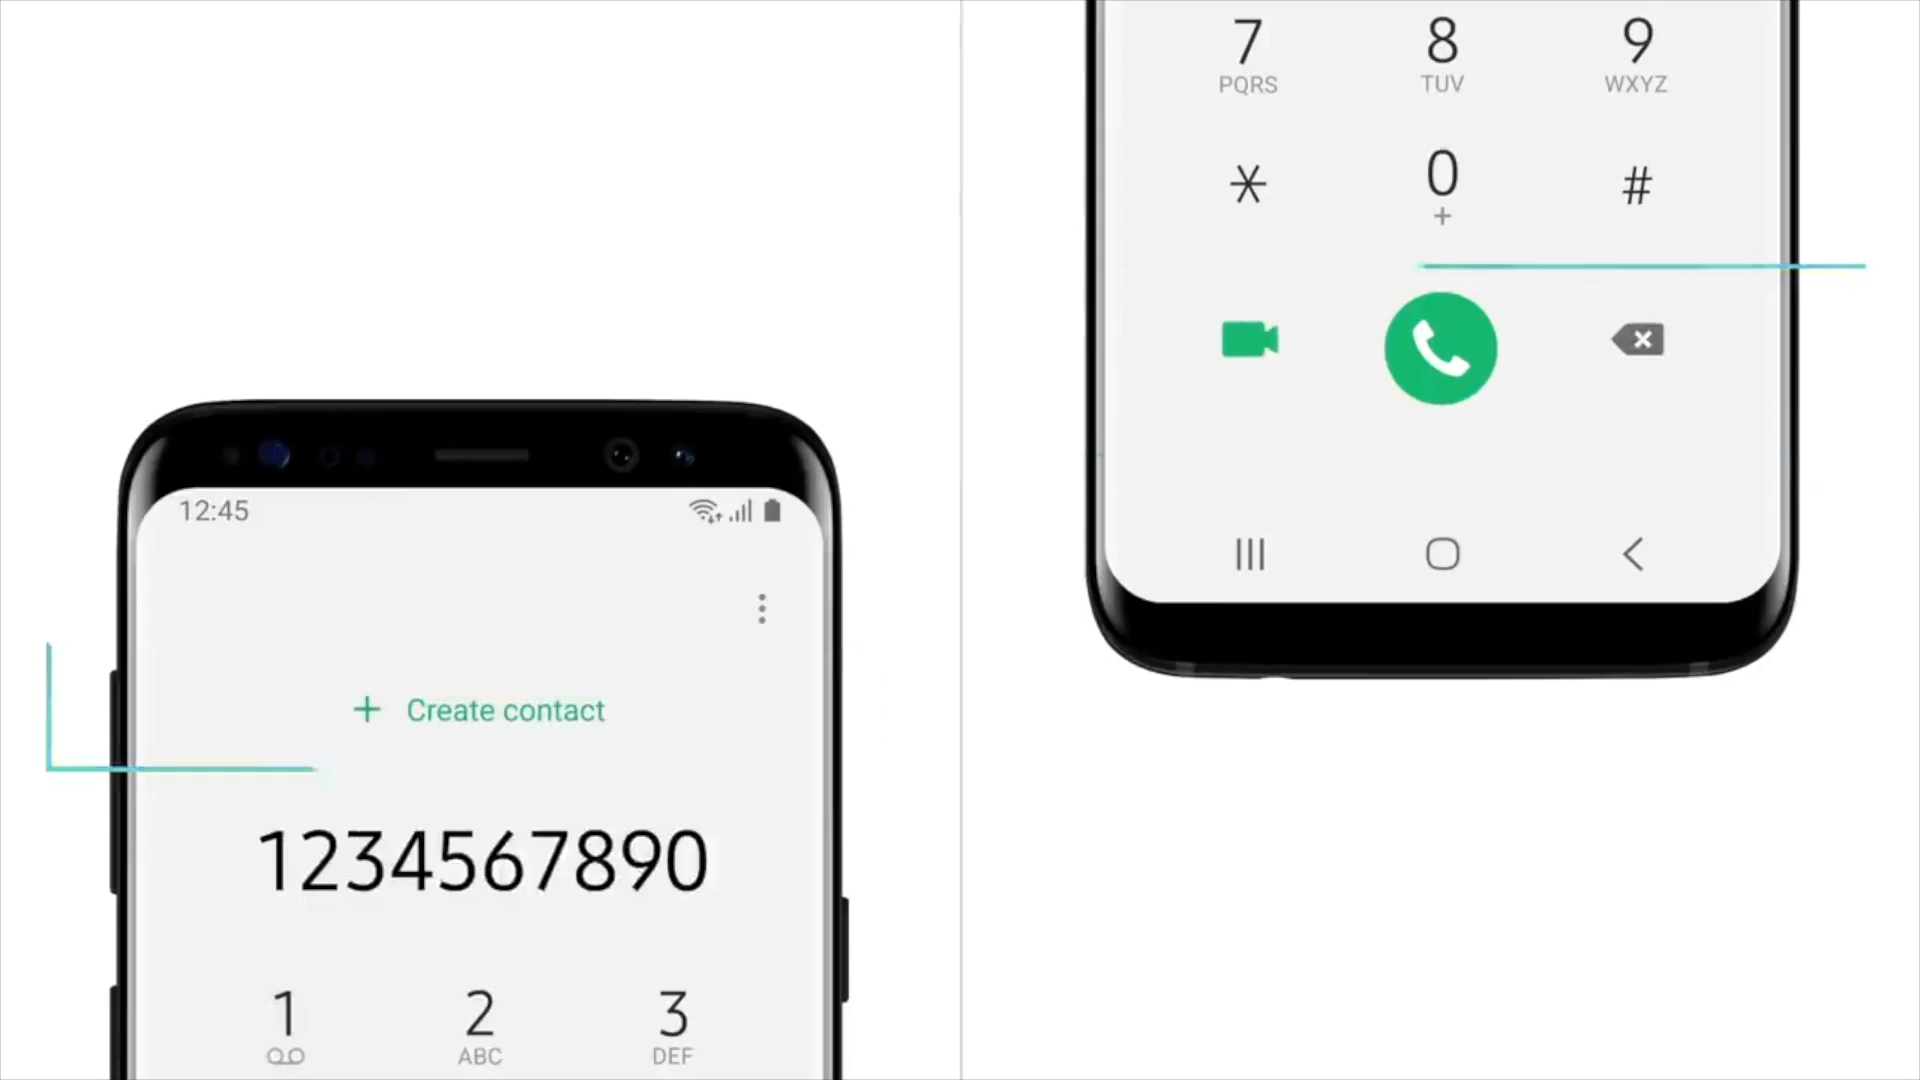 12:45
+ Create contact
1234567890
1 2 3
ABC DEF
7 8 9
PQRS TUV WXYZ
* 0 #
+